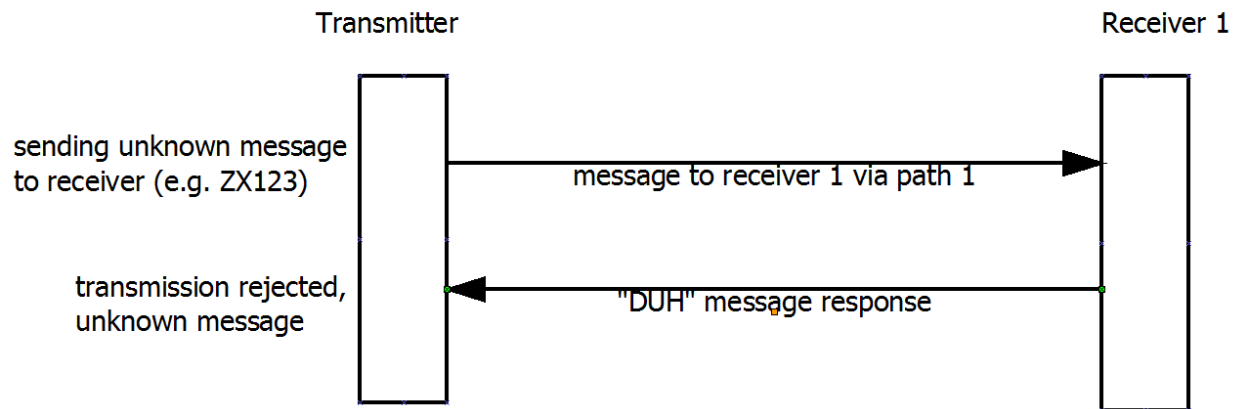 Transmitter
Receiver 1
sending unknown message
to receiver (e.g. ZX123)
message to receiver 1 via path 1
transmission rejected,
unknown message
"DUH" message response